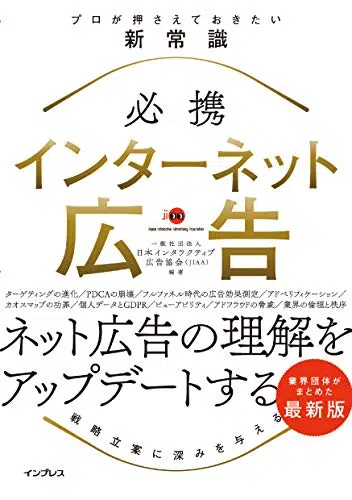 プロが押さえておきたい
新常識
必携
インターネット
広告
JIAA
Japan Interactive Advertising Association
一般社団法人
日本インタラクティブ
広告協会(JIAA)
編著
ターゲティングの進化/PDCAの崩壊/フルファネル時代の広告効果測定/アドベリフィケーション/
カオスマップの功罪/個人データとGDPR/ビューアビリティ/アドフラウドの脅威/業界の倫理と秩序
ネット広告の理解を
アップデートする
戦略立案に深みを与える
業界団体が
まとめた
最新版
インプレス